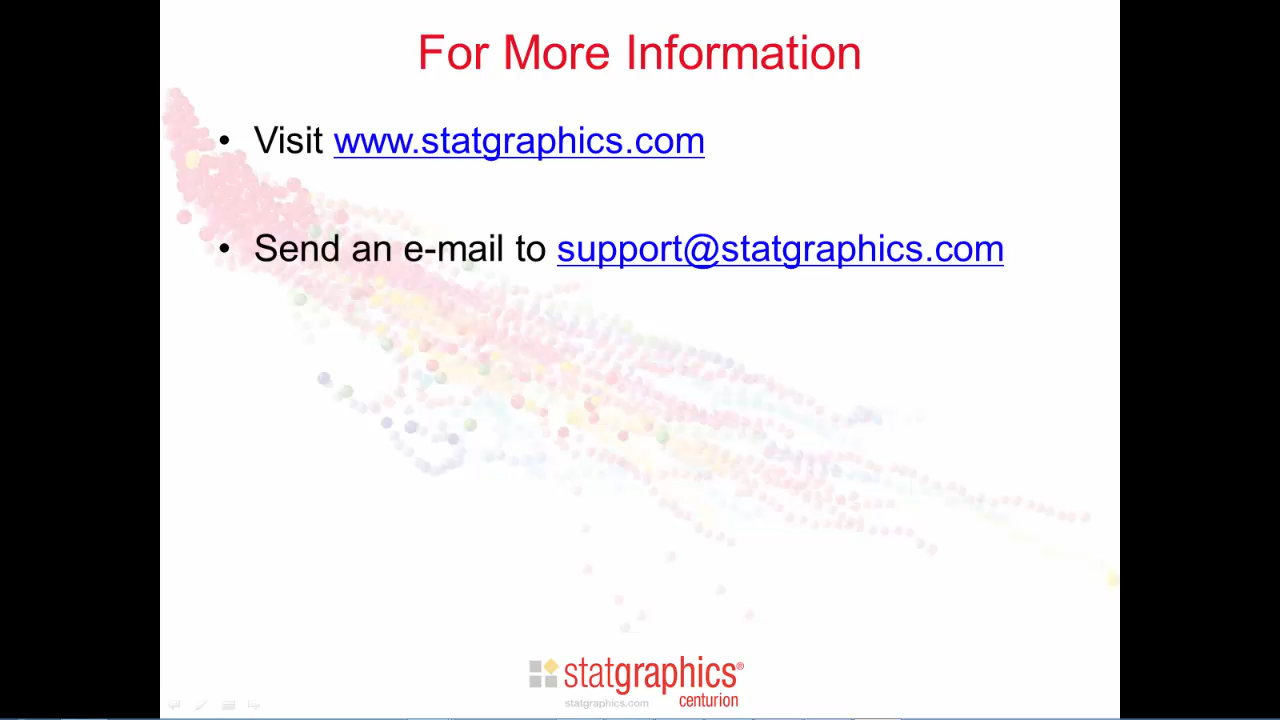 For More Information
• Visit www.statgraphics.com
• Send an e-mail to support@statgraphics.com
statgraphics®
centurion
statgraphics.com